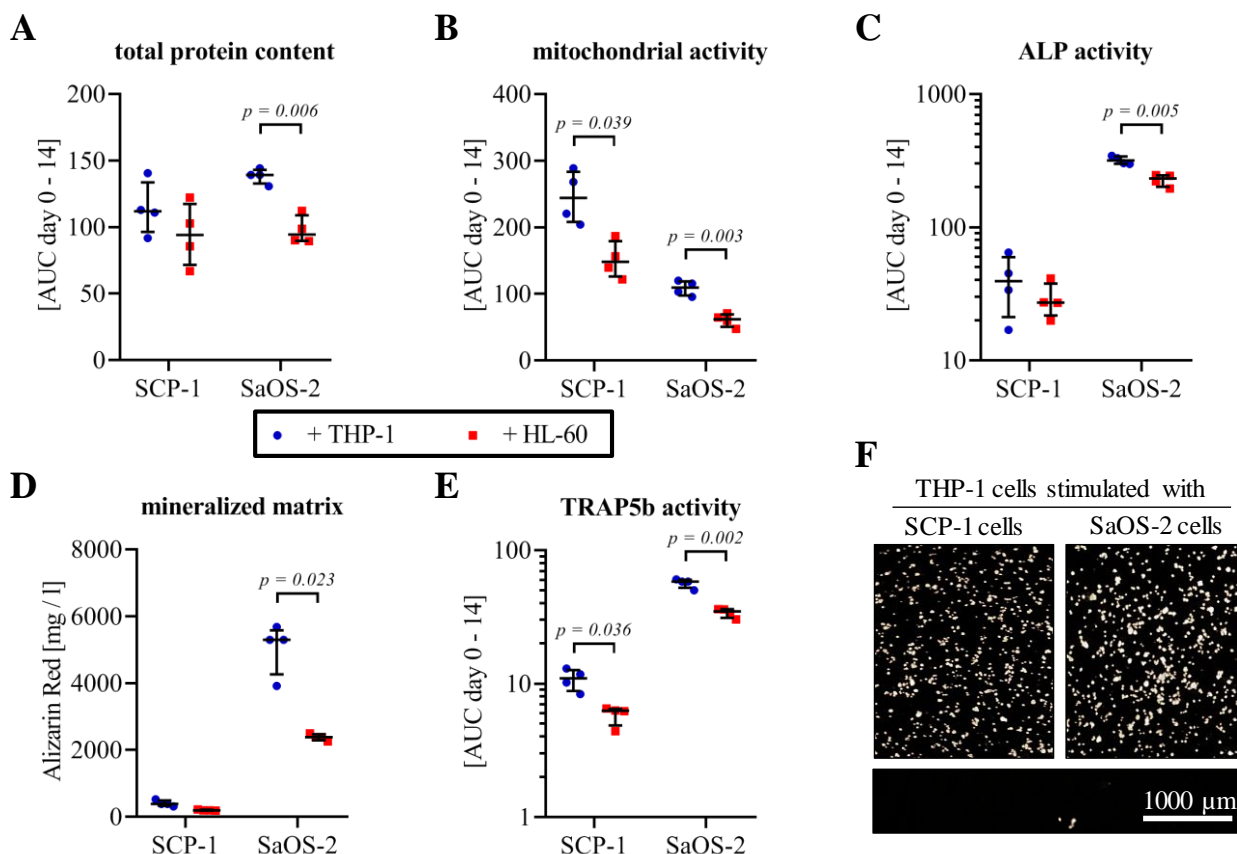 A
total protein content
[AUC day 0 - 14]
200
150
100
50
0
p = 0.006
SCP-1 SaOS-2
B
mitochondrial activity
[AUC day 0 - 14]
400
300
200
100
0
p = 0.039
p = 0.003
SCP-1 SaOS-2
C
ALP activity
[AUC day 0 - 14]
1000
100
10
p = 0.005
SCP-1 SaOS-2
+ THP-1 + HL-60
D
mineralized matrix
Alizarin Red [mg / l]
8000
6000
4000
2000
0
p = 0.023
SCP-1 SaOS-2
E
TRAP5b activity
[AUC day 0 - 14]
100
10
1
p = 0.036
p = 0.002
SCP-1 SaOS-2
F
THP-1 cells stimulated with
SCP-1 cells SaOS-2 cells
1000 µm